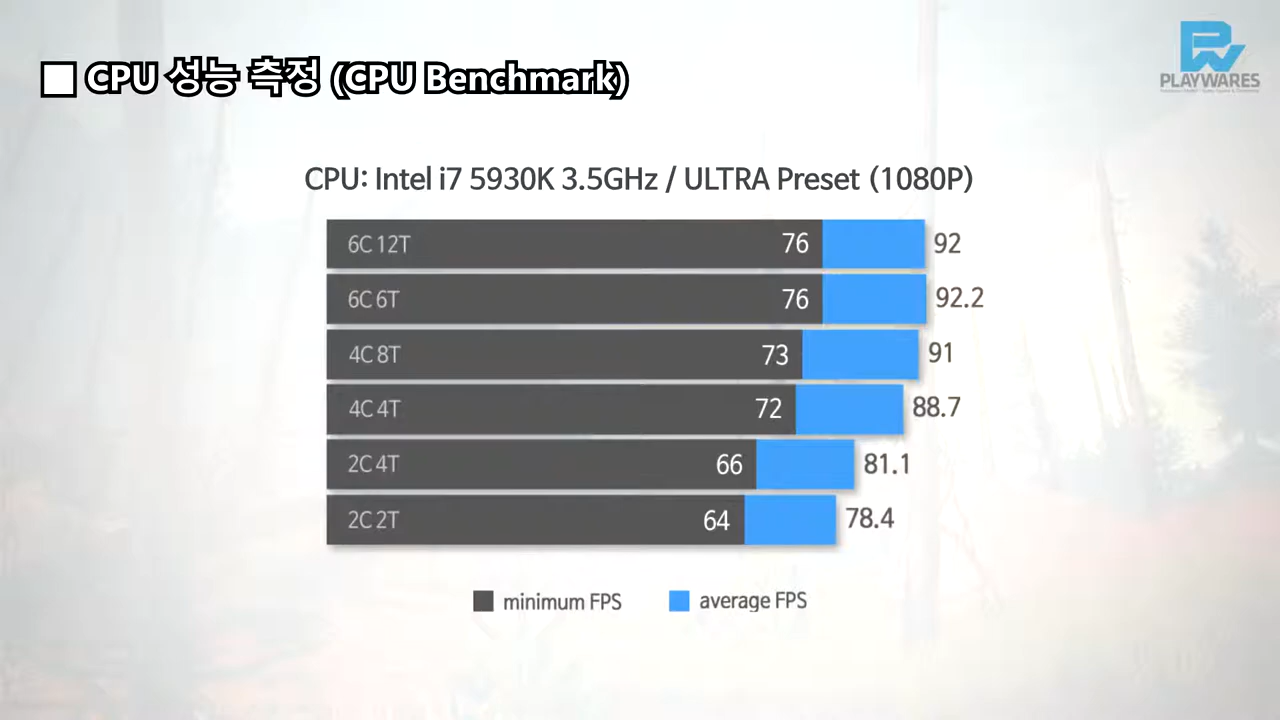 ■ CPU 성능 측정 (CPU Benchmark)
PLAYWARES
CPU: Intel i7 5930K 3.5GHz / ULTRA Preset (1080P)
6C 12T 76 92
6C 6T 76 92.2
4C 8T 73 91
4C 4T 72 88.7
2C 4T 66 81.1
2C 2T 64 78.4
minimum FPS average FPS